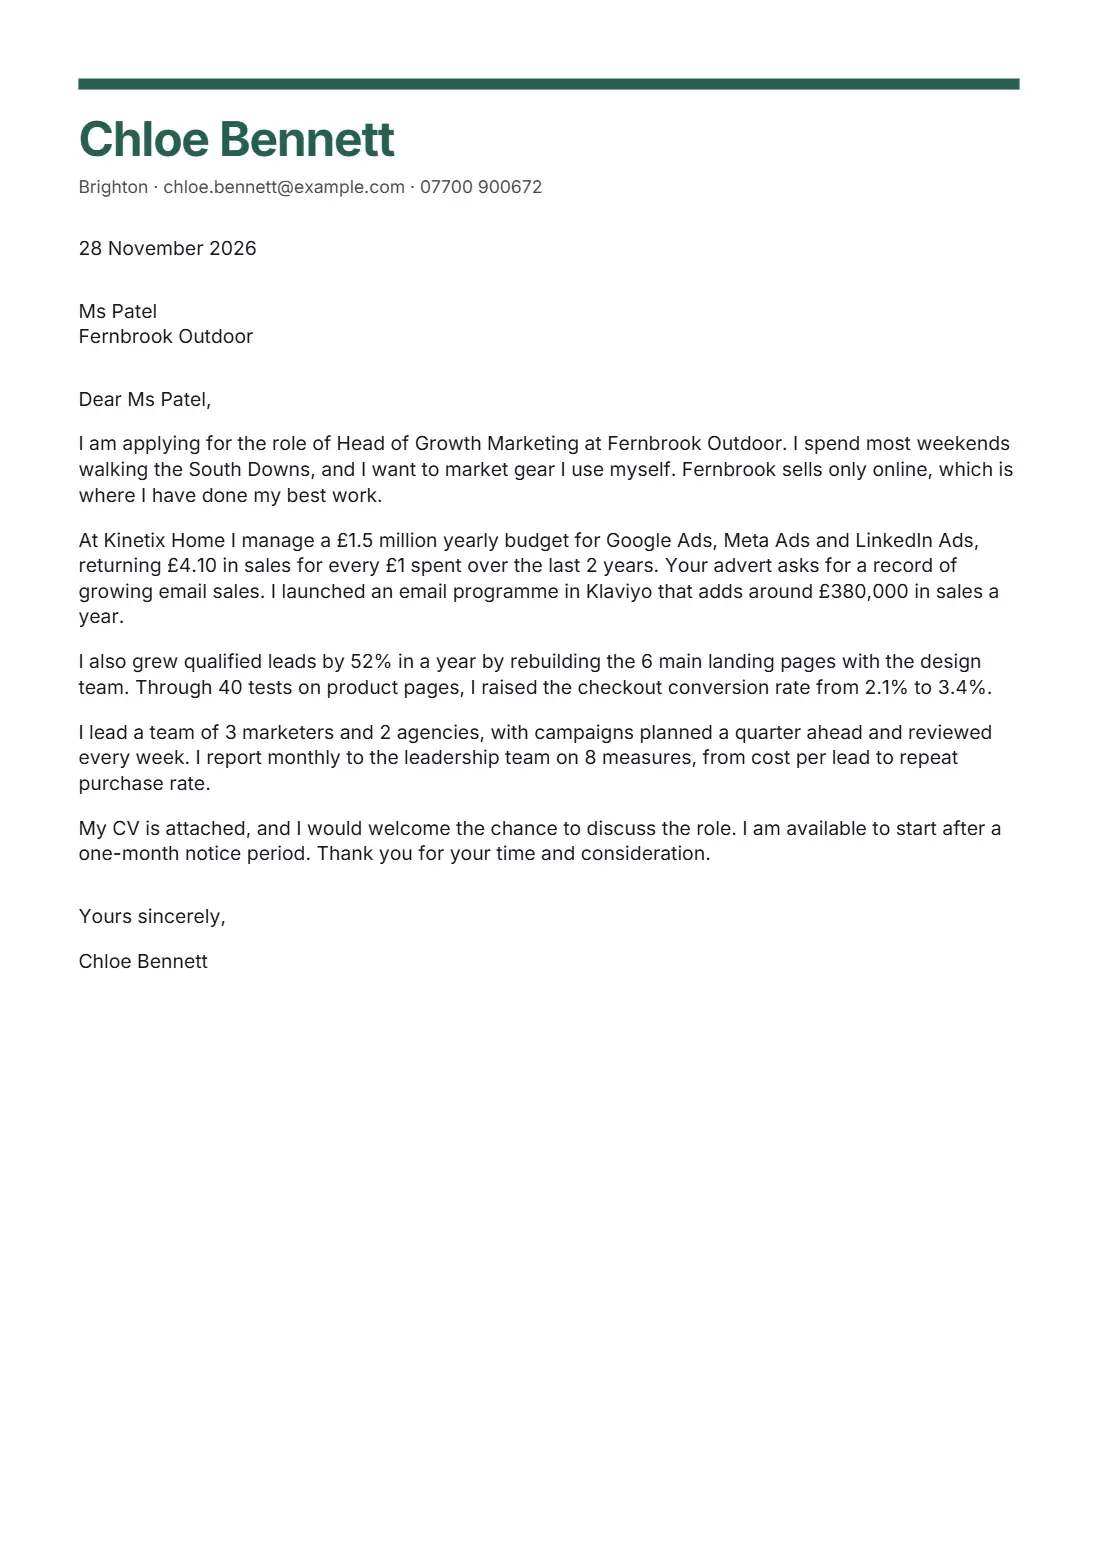 Chloe Bennett
Brighton · chloe.bennett@example.com · 07700 900672
28 November 2026
Ms Patel
Fernbrook Outdoor
Dear Ms Patel,
I am applying for the role of Head of Growth Marketing at Fernbrook Outdoor. I spend most weekends
walking the South Downs, and I want to market gear I use myself. Fernbrook sells only online, which is
where I have done my best work.
At Kinetix Home I manage a £1.5 million yearly budget for Google Ads, Meta Ads and LinkedIn Ads,
returning £4.10 in sales for every £1 spent over the last 2 years. Your advert asks for a record of
growing email sales. I launched an email programme in Klaviyo that adds around £380,000 in sales a
year.
I also grew qualified leads by 52% in a year by rebuilding the 6 main landing pages with the design
team. Through 40 tests on product pages, I raised the checkout conversion rate from 2.1% to 3.4%.
I lead a team of 3 marketers and 2 agencies, with campaigns planned a quarter ahead and reviewed
every week. I report monthly to the leadership team on 8 measures, from cost per lead to repeat
purchase rate.
My CV is attached, and I would welcome the chance to discuss the role. I am available to start after a
one-month notice period. Thank you for your time and consideration.
Yours sincerely,
Chloe Bennett